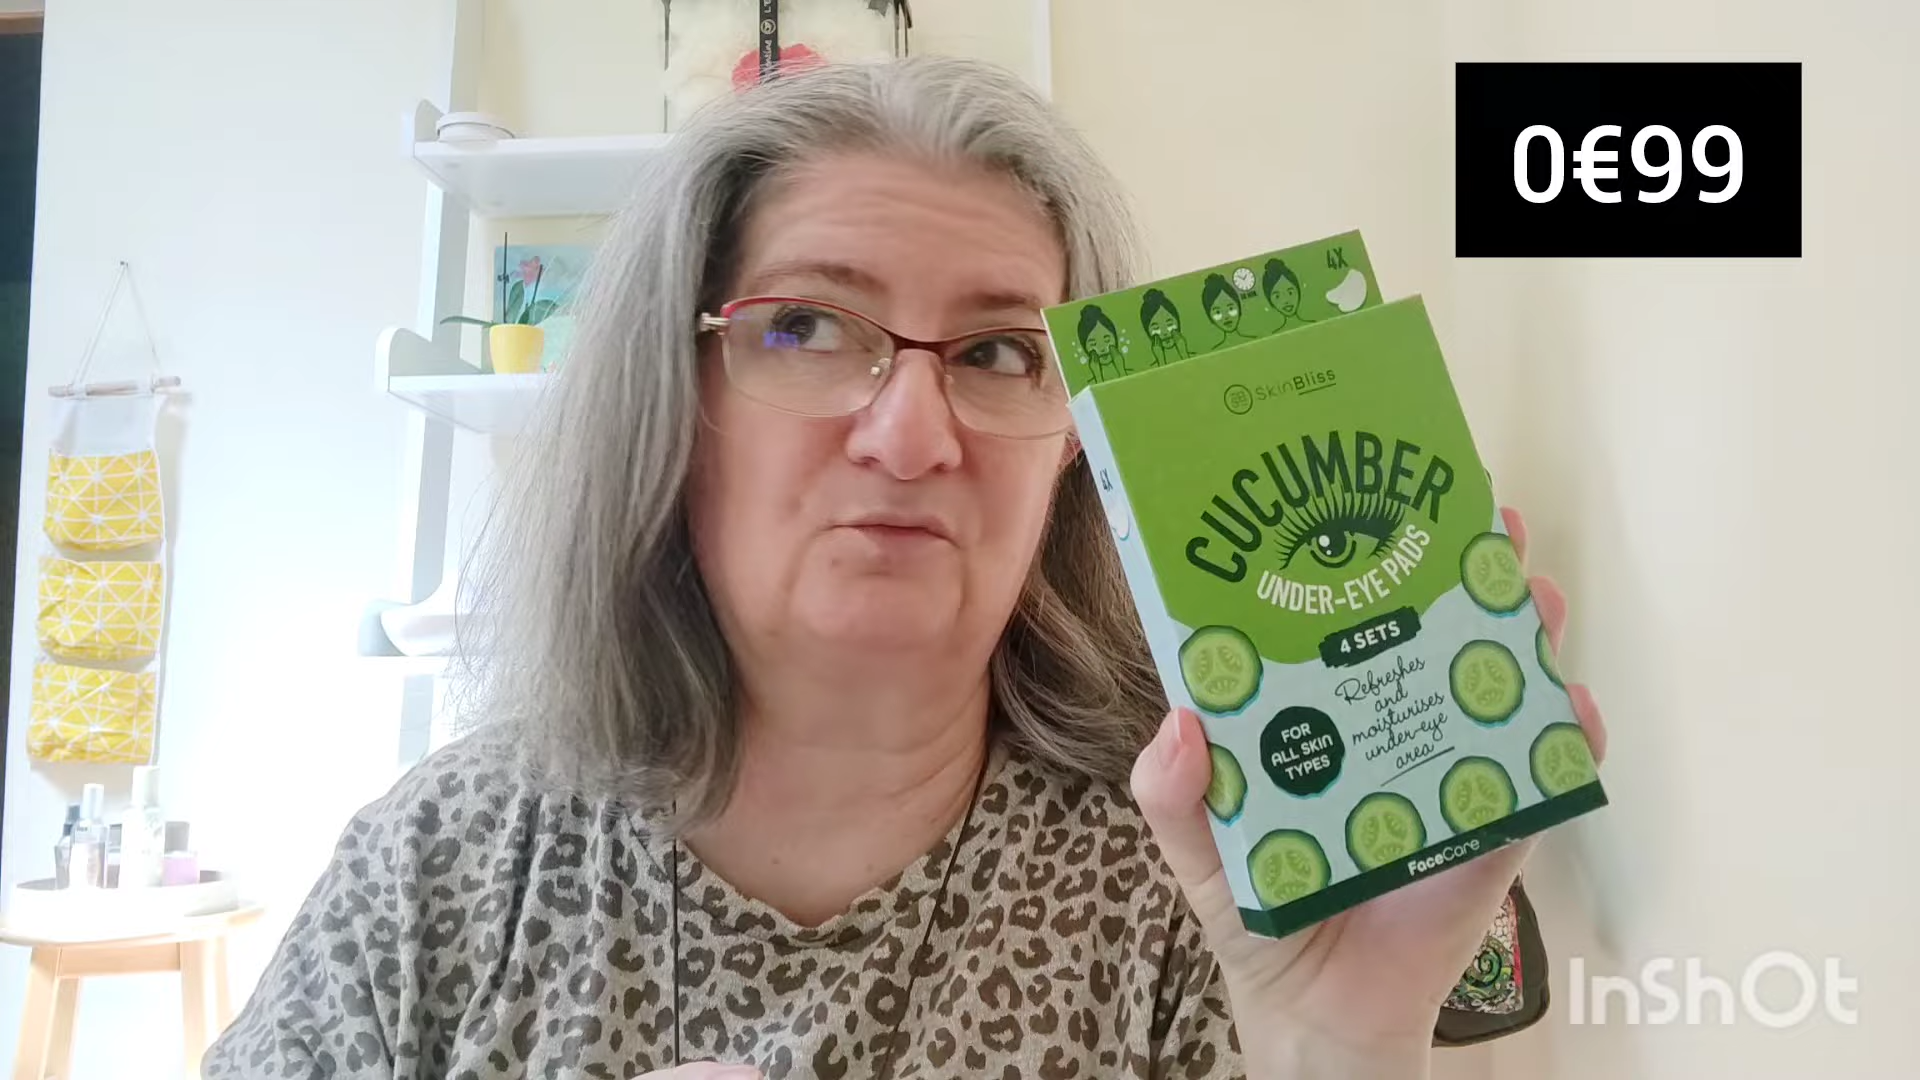 0€99
4X
SkinBliss
CUCUMBER
UNDER-EYE PADS
4 SETS
Refreshes
and
moisturises
under-eye
area
FOR
ALL SKIN
TYPES
4X
FaceCare
InShOt